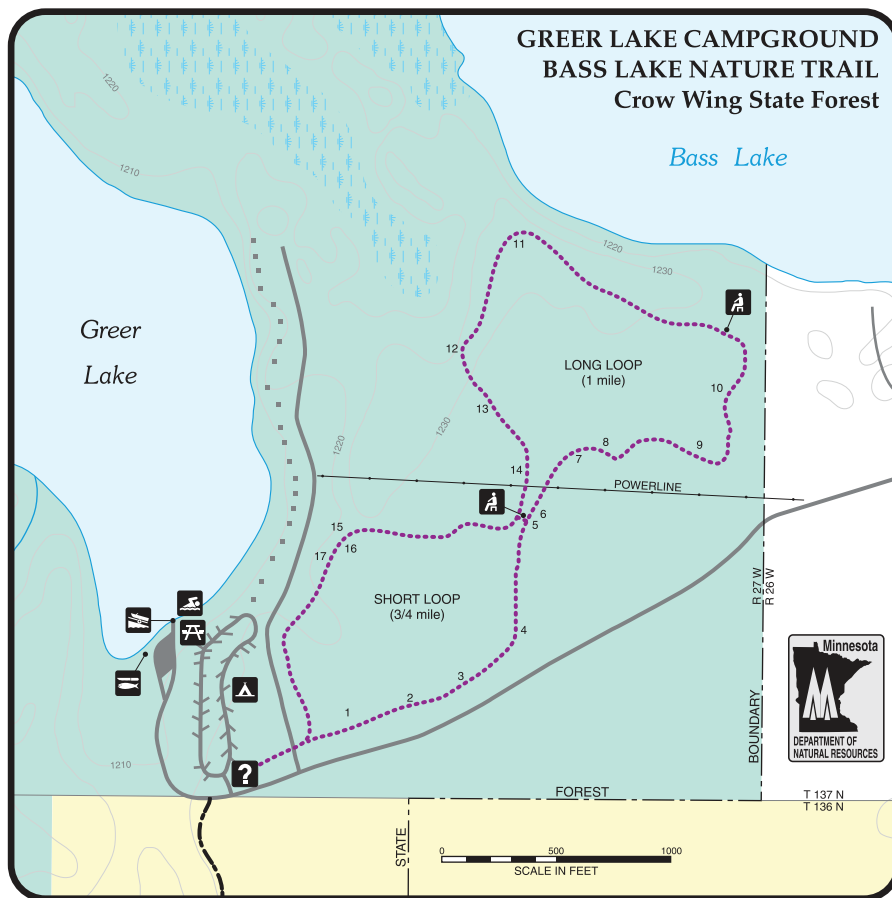 GREER LAKE CAMPGROUND
BASS LAKE NATURE TRAIL
Crow Wing State Forest
Bass Lake
1220
1210
11
1220
1230
Greer
Lake
12
LONG LOOP
(1 mile)
10
13
1230
1220
9
8
7
14
POWERLINE
6
5
15
16
17
SHORT LOOP
(3/4 mile)
R 27 W
R 26 W
4
3
2
1
Minnesota
DEPARTMENT OF
NATURAL RESOURCES
BOUNDARY
1210
?
FOREST
T 137 N
T 136 N
STATE
0
500
1000
SCALE IN FEET